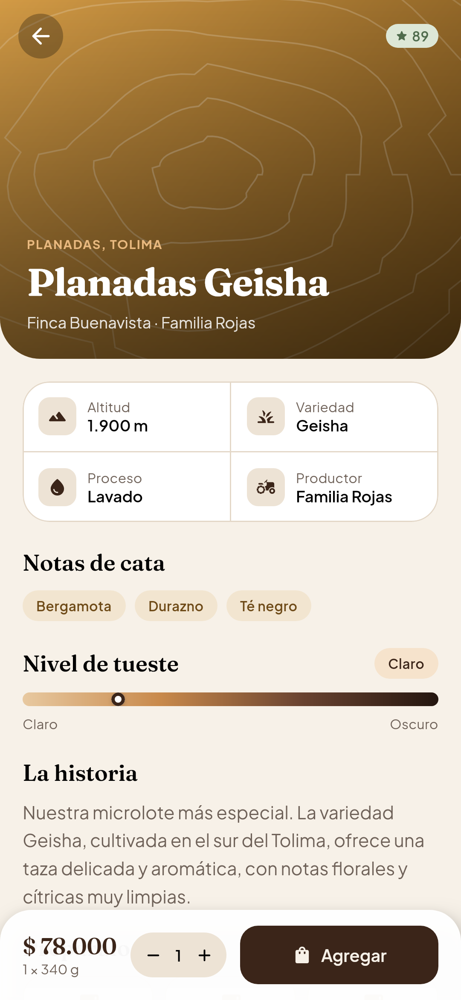 89
PLANADAS, TOLIMA
Planadas Geisha
Finca Buenavista · Familia Rojas
Altitud
1.900 m
Variedad
Geisha
Proceso
Lavado
Productor
Familia Rojas
Notas de cata
Bergamota
Durazno
Té negro
Nivel de tueste
Claro
Claro
Oscuro
La historia
Nuestra microlote más especial. La variedad
Geisha, cultivada en el sur del Tolima, ofrece una
taza delicada y aromática, con notas florales y
cítricas muy limpias.
$ 78.000
1 × 340 g
1
Agregar